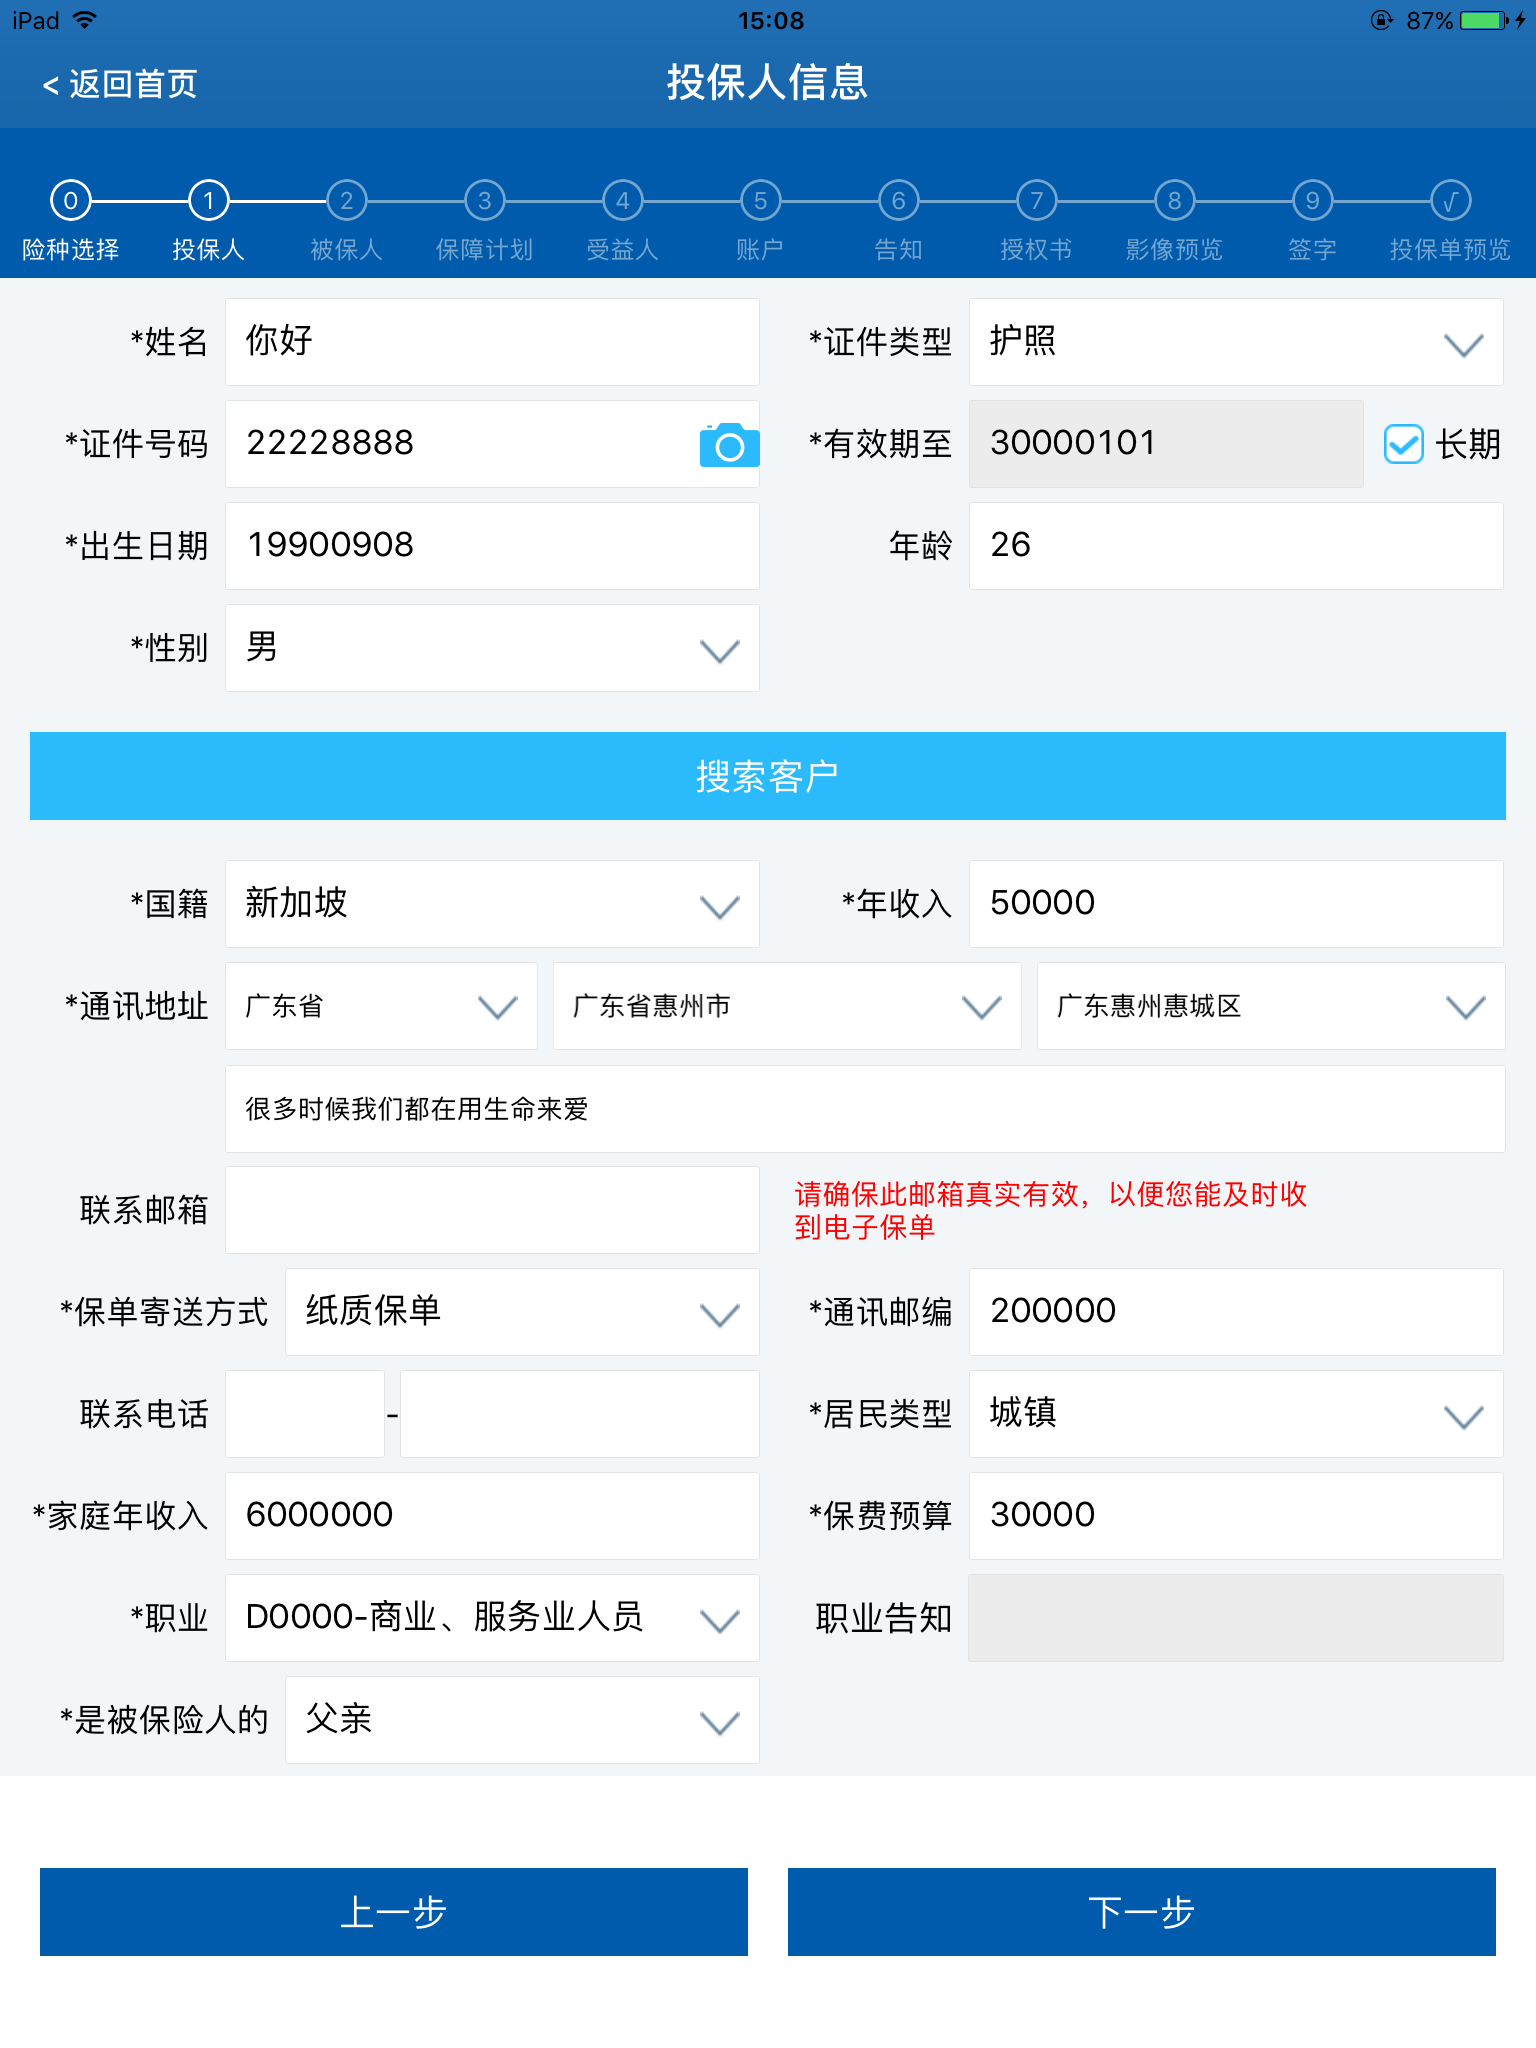 iPad 15:08 87%
< 返回首页 投保人信息
0 1 2 3 4 5 6 7 8 9 √
险种选择 投保人 被保人 保障计划 受益人 账户 告知 授权书 影像预览 签字 投保单预览
*姓名 你好 *证件类型 护照
*证件号码 22228888 *有效期至 30000101 长期
*出生日期 19900908 年龄 26
*性别 男
搜索客户
*国籍 新加坡 *年收入 50000
*通讯地址 广东省 广东省惠州市 广东惠州惠城区
很多时候我们都在用生命来爱
联系邮箱 请确保此邮箱真实有效，以便您能及时收
到电子保单
*保单寄送方式 纸质保单 *通讯邮编 200000
联系电话 - *居民类型 城镇
*家庭年收入 6000000 *保费预算 30000
*职业 D0000-商业、服务业人员 职业告知
*是被保险人的 父亲
上一步 下一步